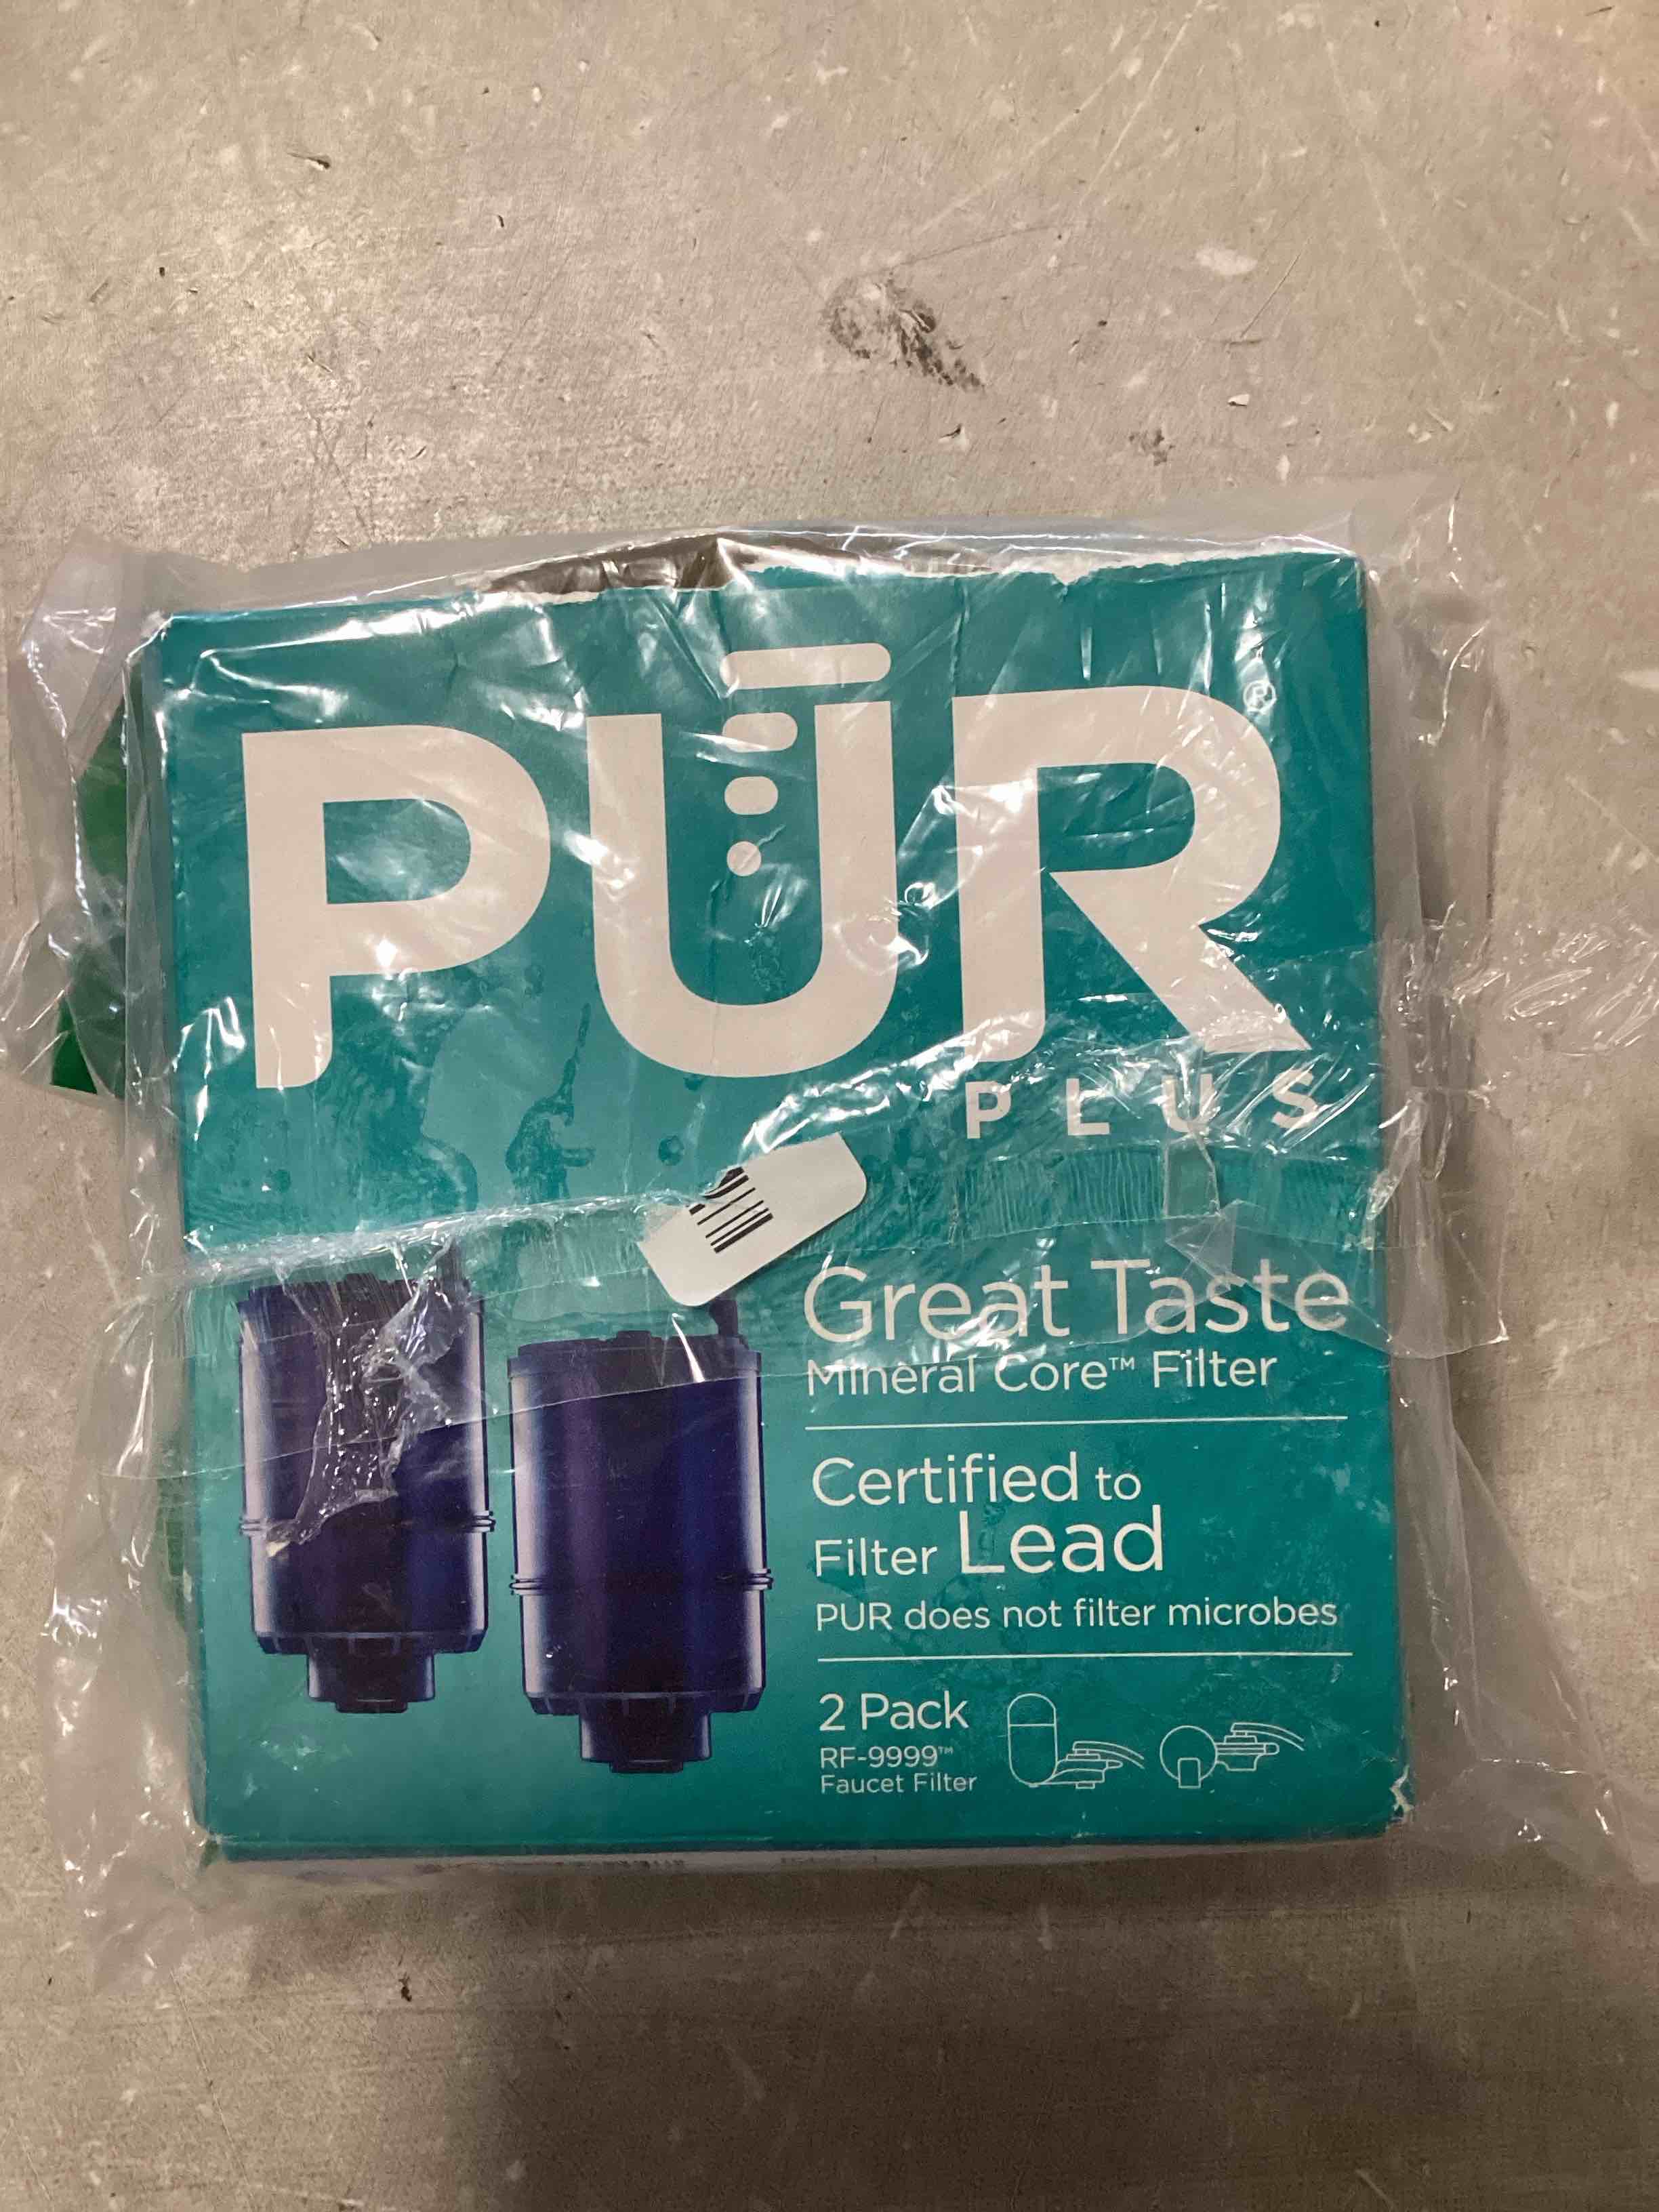 PUR®
PLUS
Great Taste
Mineral Core™ Filter
Certified to
Filter Lead
PUR does not filter microbes
2 Pack
RF-9999™
Faucet Filter